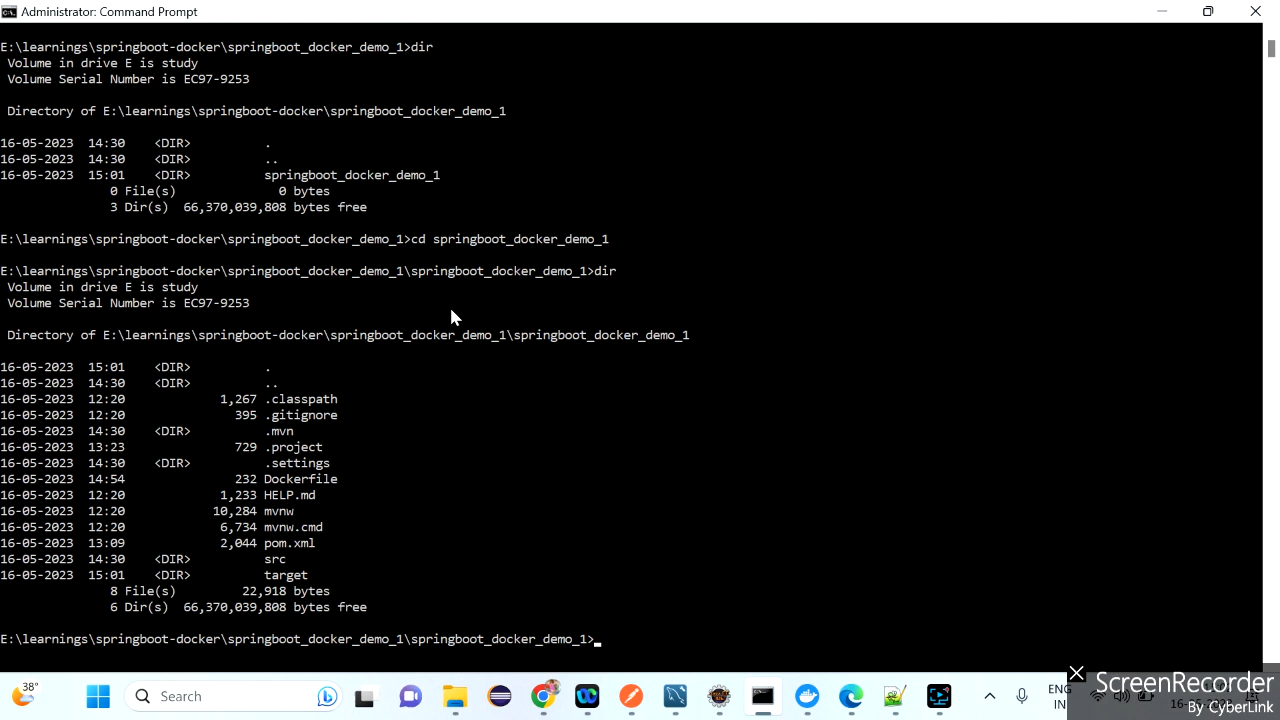 Administrator: Command Prompt
E:\learnings\springboot-docker\springboot_docker_demo_1>dir
Volume in drive E is study
Volume Serial Number is EC97-9253
Directory of E:\learnings\springboot-docker\springboot_docker_demo_1
16-05-2023 14:30 <DIR> .
16-05-2023 14:30 <DIR> ..
16-05-2023 15:01 <DIR> springboot_docker_demo_1
0 File(s) 0 bytes
3 Dir(s) 66,370,039,808 bytes free
E:\learnings\springboot-docker\springboot_docker_demo_1>cd springboot_docker_demo_1
E:\learnings\springboot-docker\springboot_docker_demo_1\springboot_docker_demo_1>dir
Volume in drive E is study
Volume Serial Number is EC97-9253
Directory of E:\learnings\springboot-docker\springboot_docker_demo_1\springboot_docker_demo_1
16-05-2023 15:01 <DIR> .
16-05-2023 14:30 <DIR> ..
16-05-2023 12:20 1,267 .classpath
16-05-2023 12:20 395 .gitignore
16-05-2023 14:30 <DIR> .mvn
16-05-2023 13:23 729 .project
16-05-2023 14:30 <DIR> .settings
16-05-2023 14:54 232 Dockerfile
16-05-2023 12:20 1,233 HELP.md
16-05-2023 12:20 10,284 mvnw
16-05-2023 12:20 6,734 mvnw.cmd
16-05-2023 13:09 2,044 pom.xml
16-05-2023 14:30 <DIR> src
16-05-2023 15:01 <DIR> target
8 File(s) 22,918 bytes
6 Dir(s) 66,370,039,808 bytes free
E:\learnings\springboot-docker\springboot_docker_demo_1\springboot_docker_demo_1>
38°
Search
ENG
IN
ScreenRecorder
By CyberLink